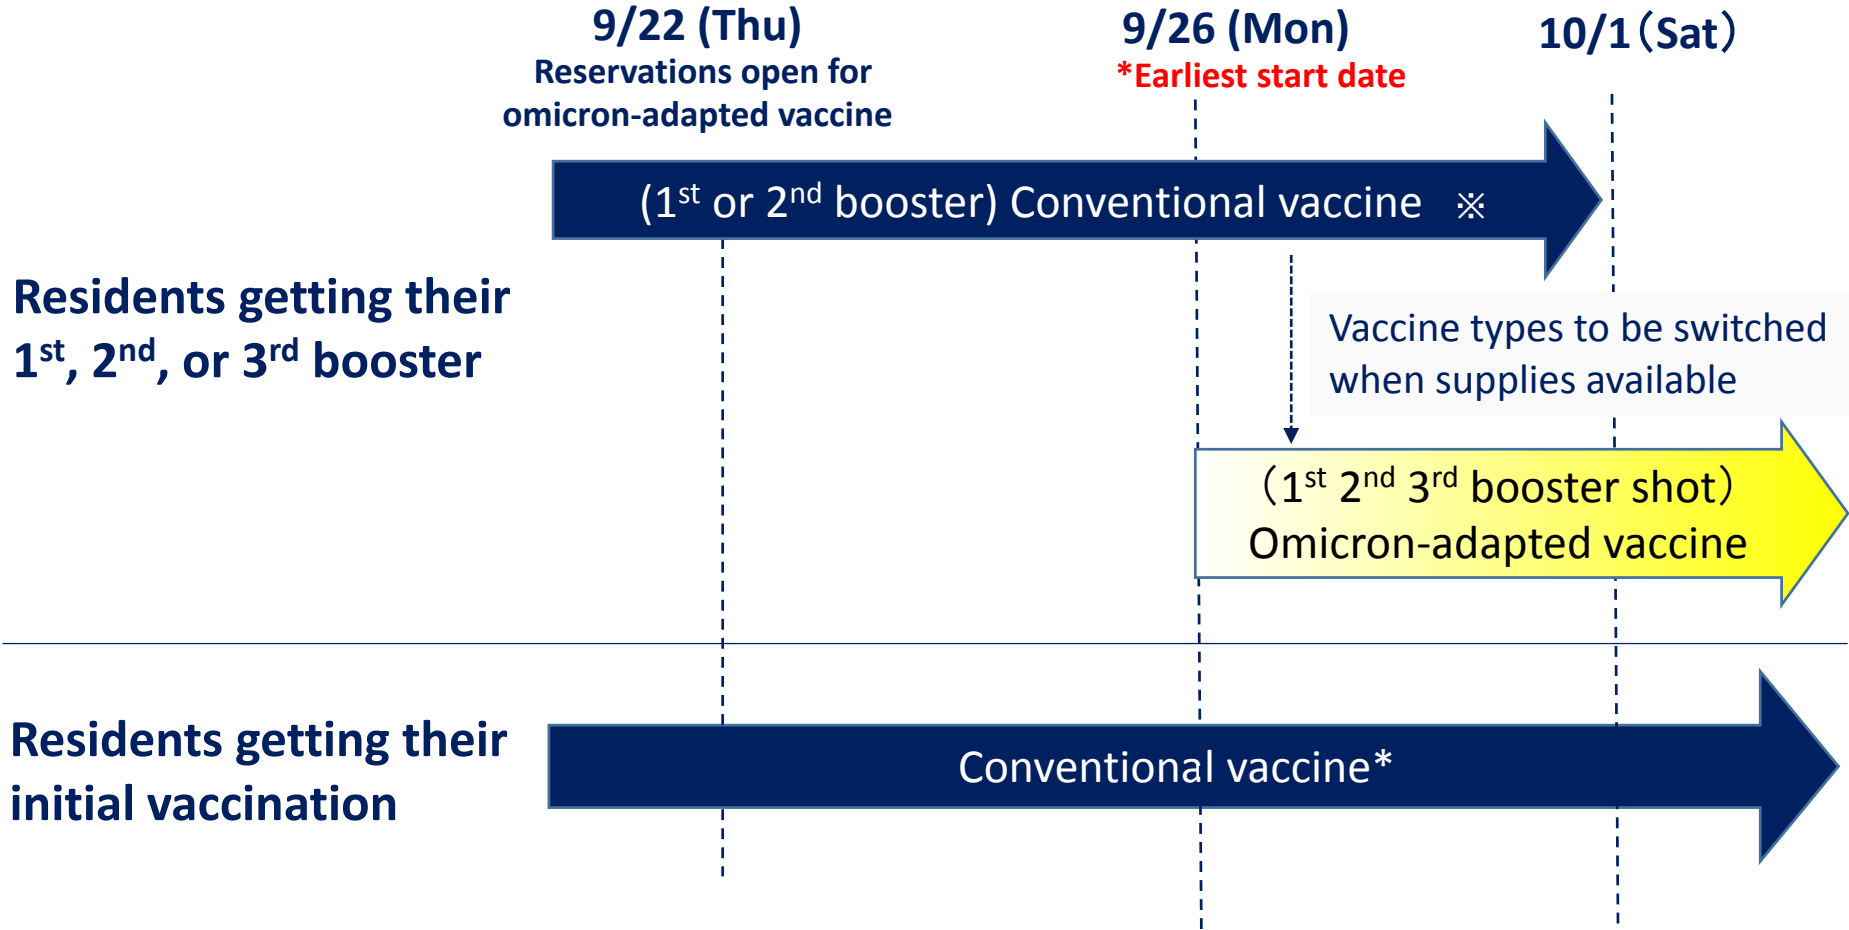 9/22 (Thu)
Reservations open for
omicron-adapted vaccine
9/26 (Mon)
*Earliest start date
10/1（Sat）
(1st or 2nd booster) Conventional vaccine ※
Residents getting their
1st, 2nd, or 3rd booster
Vaccine types to be switched
when supplies available
（1st 2nd 3rd booster shot）
Omicron-adapted vaccine
Residents getting their
initial vaccination
Conventional vaccine*